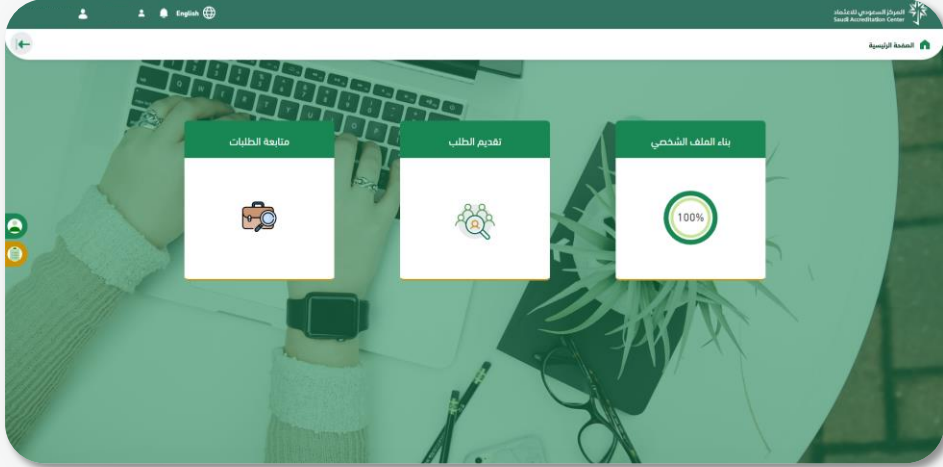 المركز السعودي للاعتماد
Saudi Accreditation Center
English
الصفحة الرئيسية
بناء الملف الشخصي
تقديم الطلب
متابعة الطلبات
100%